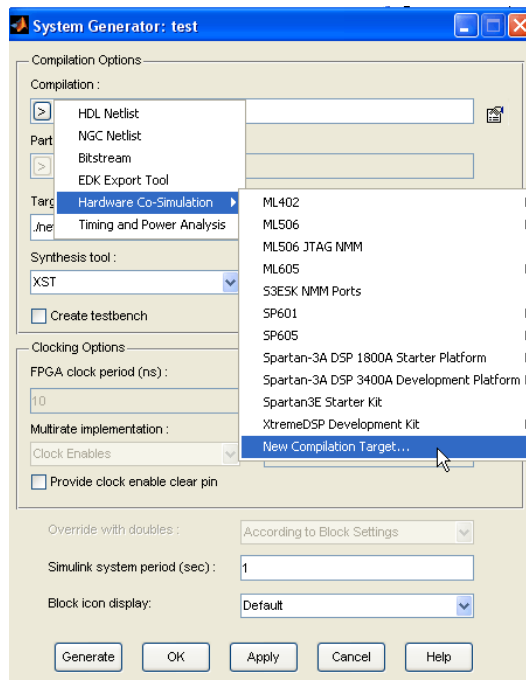 System Generator: test
Compilation Options
Compilation :
>
HDL Netlist
NGC Netlist
Bitstream
EDK Export Tool
Hardware Co-Simulation
Timing and Power Analysis
Part
>
Targ
./ne
ML402
ML506
ML506 JTAG NMM
ML605
S3ESK NMM Ports
SP601
SP605
Spartan-3A DSP 1800A Starter Platform
Spartan-3A DSP 3400A Development Platform
Spartan3E Starter Kit
XtremeDSP Development Kit
New Compilation Target...
Synthesis tool :
XST
Create testbench
Clocking Options
FPGA clock period (ns) :
10
Multirate implementation :
Clock Enables
Provide clock enable clear pin
Override with doubles :
According to Block Settings
Simulink system period (sec) :
1
Block icon display:
Default
Generate
OK
Apply
Cancel
Help